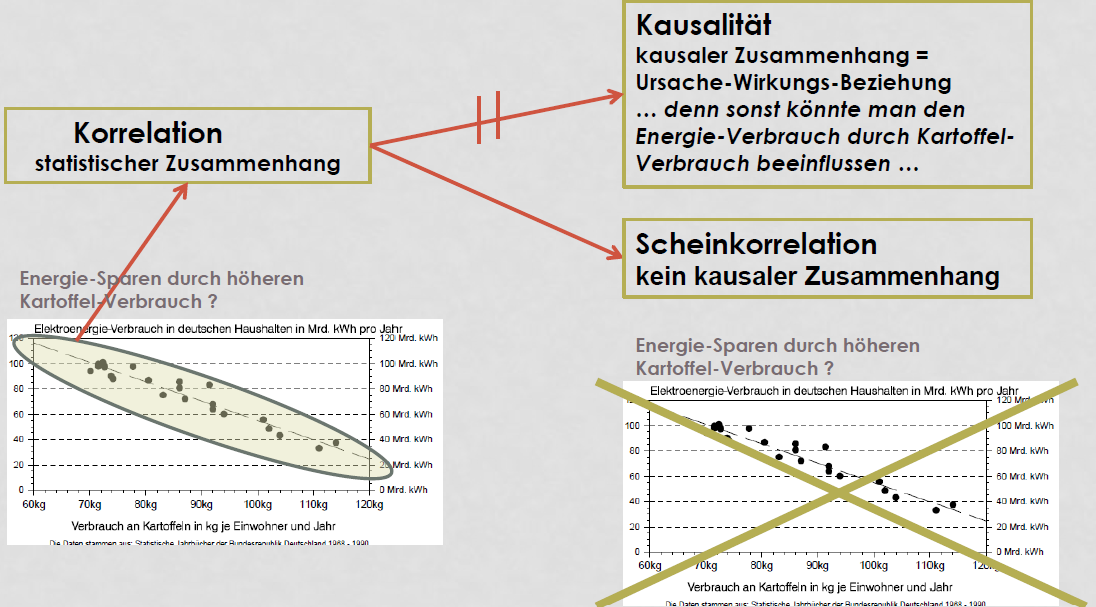 Kausalität
kausaler Zusammenhang =
Ursache-Wirkungs-Beziehung
... denn sonst könnte man den
Energie-Verbrauch durch Kartoffel-
Verbrauch beeinflussen ...
Korrelation
statistischer Zusammenhang
Scheinkorrelation
kein kausaler Zusammenhang
Energie-Sparen durch höheren
Kartoffel-Verbrauch ?
Elektroenergie-Verbrauch in deutschen Haushalten in Mrd. kWh pro Jahr
120 120 Mrd. kWh
100 100 Mrd. kWh
80 80 Mrd. kWh
60 60 Mrd. kWh
40 40 Mrd. kWh
20 20 Mrd. kWh
0 0 Mrd. kWh
60kg 70kg 80kg 90kg 100kg 110kg 120kg
Verbrauch an Kartoffeln in kg je Einwohner und Jahr
Die Daten stammen aus: Statistische Jahrbücher der Bundesrepublik Deutschland 1968 - 1990
Energie-Sparen durch höheren
Kartoffel-Verbrauch ?
Elektroenergie-Verbrauch in deutschen Haushalten in Mrd. kWh pro Jahr
120 Mrd. kWh
100 100 Mrd. kWh
80 80 Mrd. kWh
60 60 Mrd. kWh
40 40 Mrd. kWh
20 20 Mrd. kWh
0 0 Mrd. kWh
60kg 70kg 80kg 90kg 100kg 110kg 120kg
Verbrauch an Kartoffeln in kg je Einwohner und Jahr
Die Daten stammen aus: Statistische Jahrbücher der Bundesrepublik Deutschland 1968 - 1990